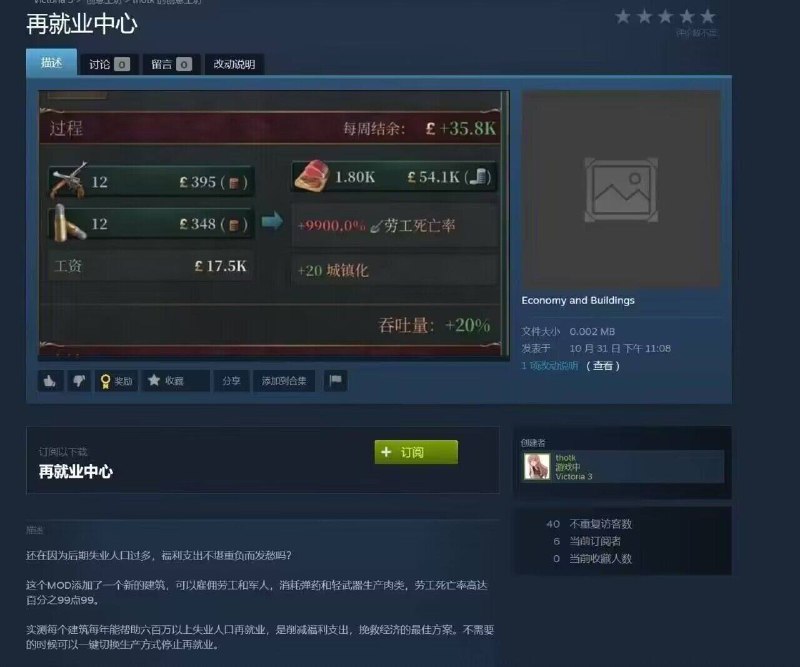 再就业中心
描述
讨论 0
留言 0
改动说明
过程
每周结余: £ +35.8K
12 £ 395 ( )
12 £ 348 ( )
工资 £ 17.5K
1.80K £ 54.1K ( )
+9900.0% 劳工死亡率
+20 城镇化
吞吐量: +20%
Economy and Buildings
文件大小 0.002 MB
发表于 10 月 31 日 下午 11:08
1 项改动说明 ( 查看 )
奖励
收藏
分享
添加到合集
订阅以下载
再就业中心
+ 订阅
创建者
tholk
游戏中
Victoria 3
40 不重复访客数
6 当前订阅者
0 当前收藏人数
描述
还在因为后期失业人口过多，福利支出不堪重负而发愁吗?
这个MOD添加了一个新的建筑，可以雇佣劳工和军人，消耗弹药和轻武器生产肉类，劳工死亡率高达
百分之99点99。
实测每个建筑每年能帮助六百万以上失业人口再就业，是削减福利支出，挽救经济的最佳方案。不需要
的时候可以一键切换生产方式停止再就业。